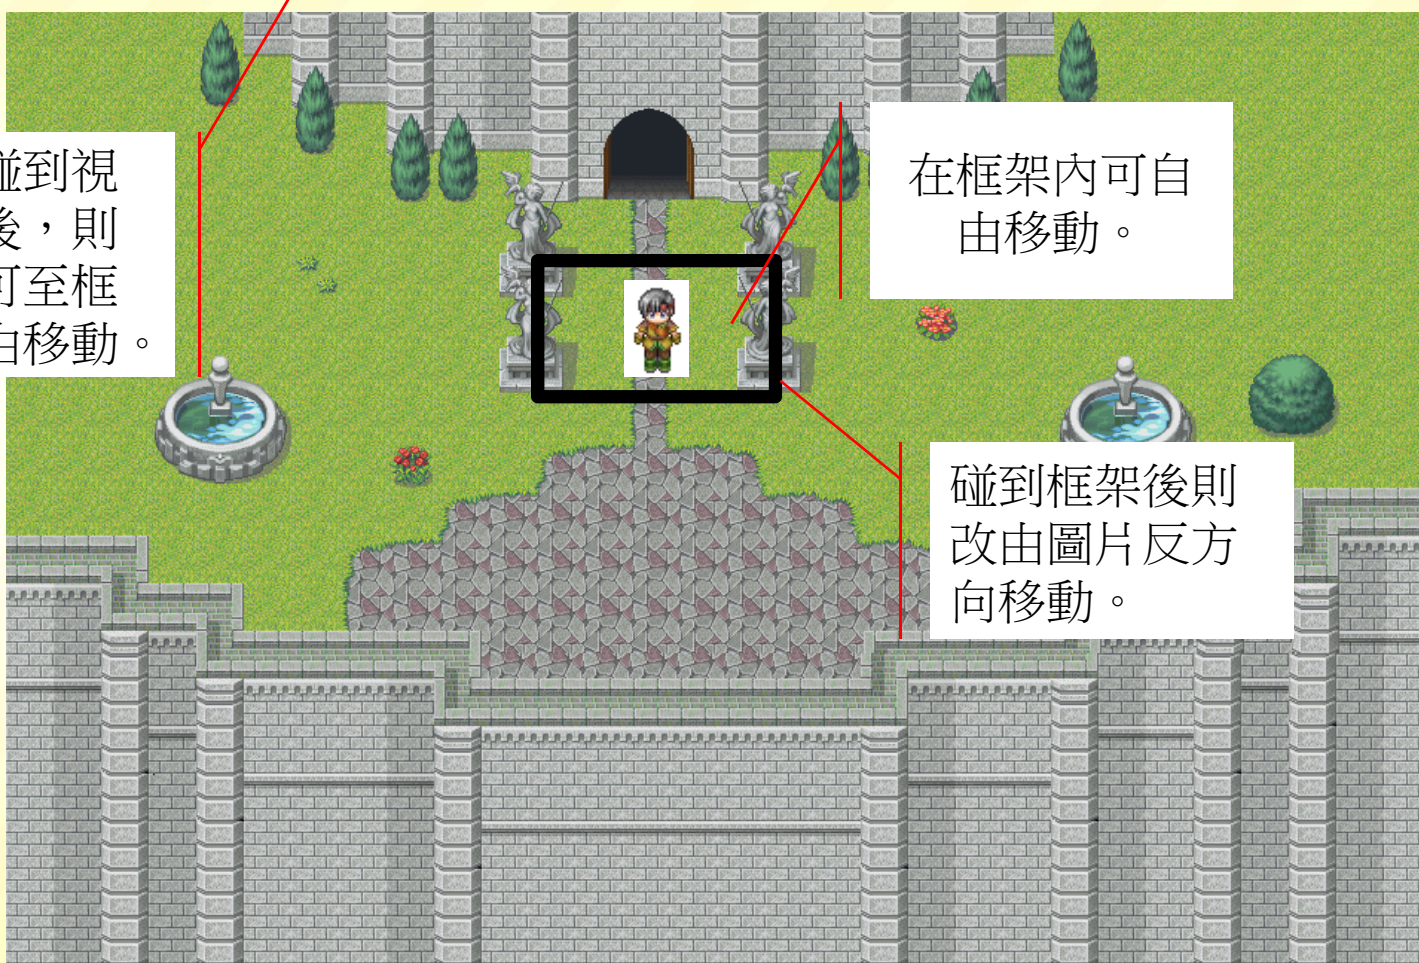 碰到視
後，則
可至框
由移動。
在框架內可自
由移動。
碰到框架後則
改由圖片反方
向移動。